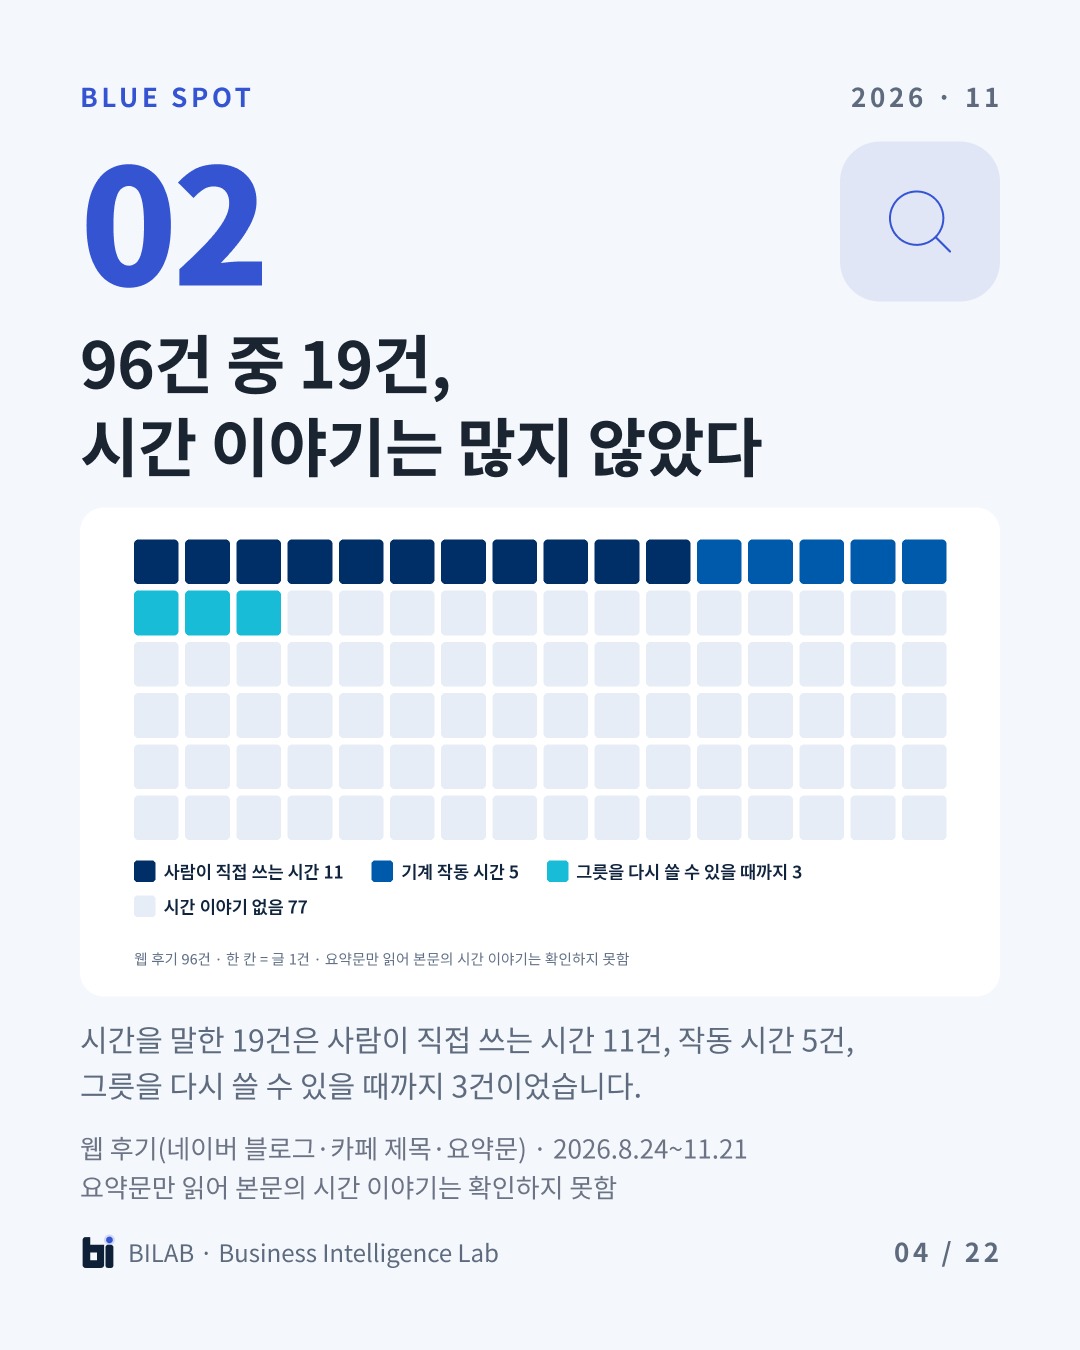 BLUE SPOT
2026 · 11
02
96건 중 19건,
시간 이야기는 많지 않았다
사람이 직접 쓰는 시간 11 기계 작동 시간 5 그릇을 다시 쓸 수 있을 때까지 3
시간 이야기 없음 77
웹 후기 96건 · 한 칸 = 글 1건 · 요약문만 읽어 본문의 시간 이야기는 확인하지 못함
시간을 말한 19건은 사람이 직접 쓰는 시간 11건, 작동 시간 5건,
그릇을 다시 쓸 수 있을 때까지 3건이었습니다.
웹 후기(네이버 블로그·카페 제목·요약문) · 2026.8.24~11.21
요약문만 읽어 본문의 시간 이야기는 확인하지 못함
bi BILAB · Business Intelligence Lab
04 / 22